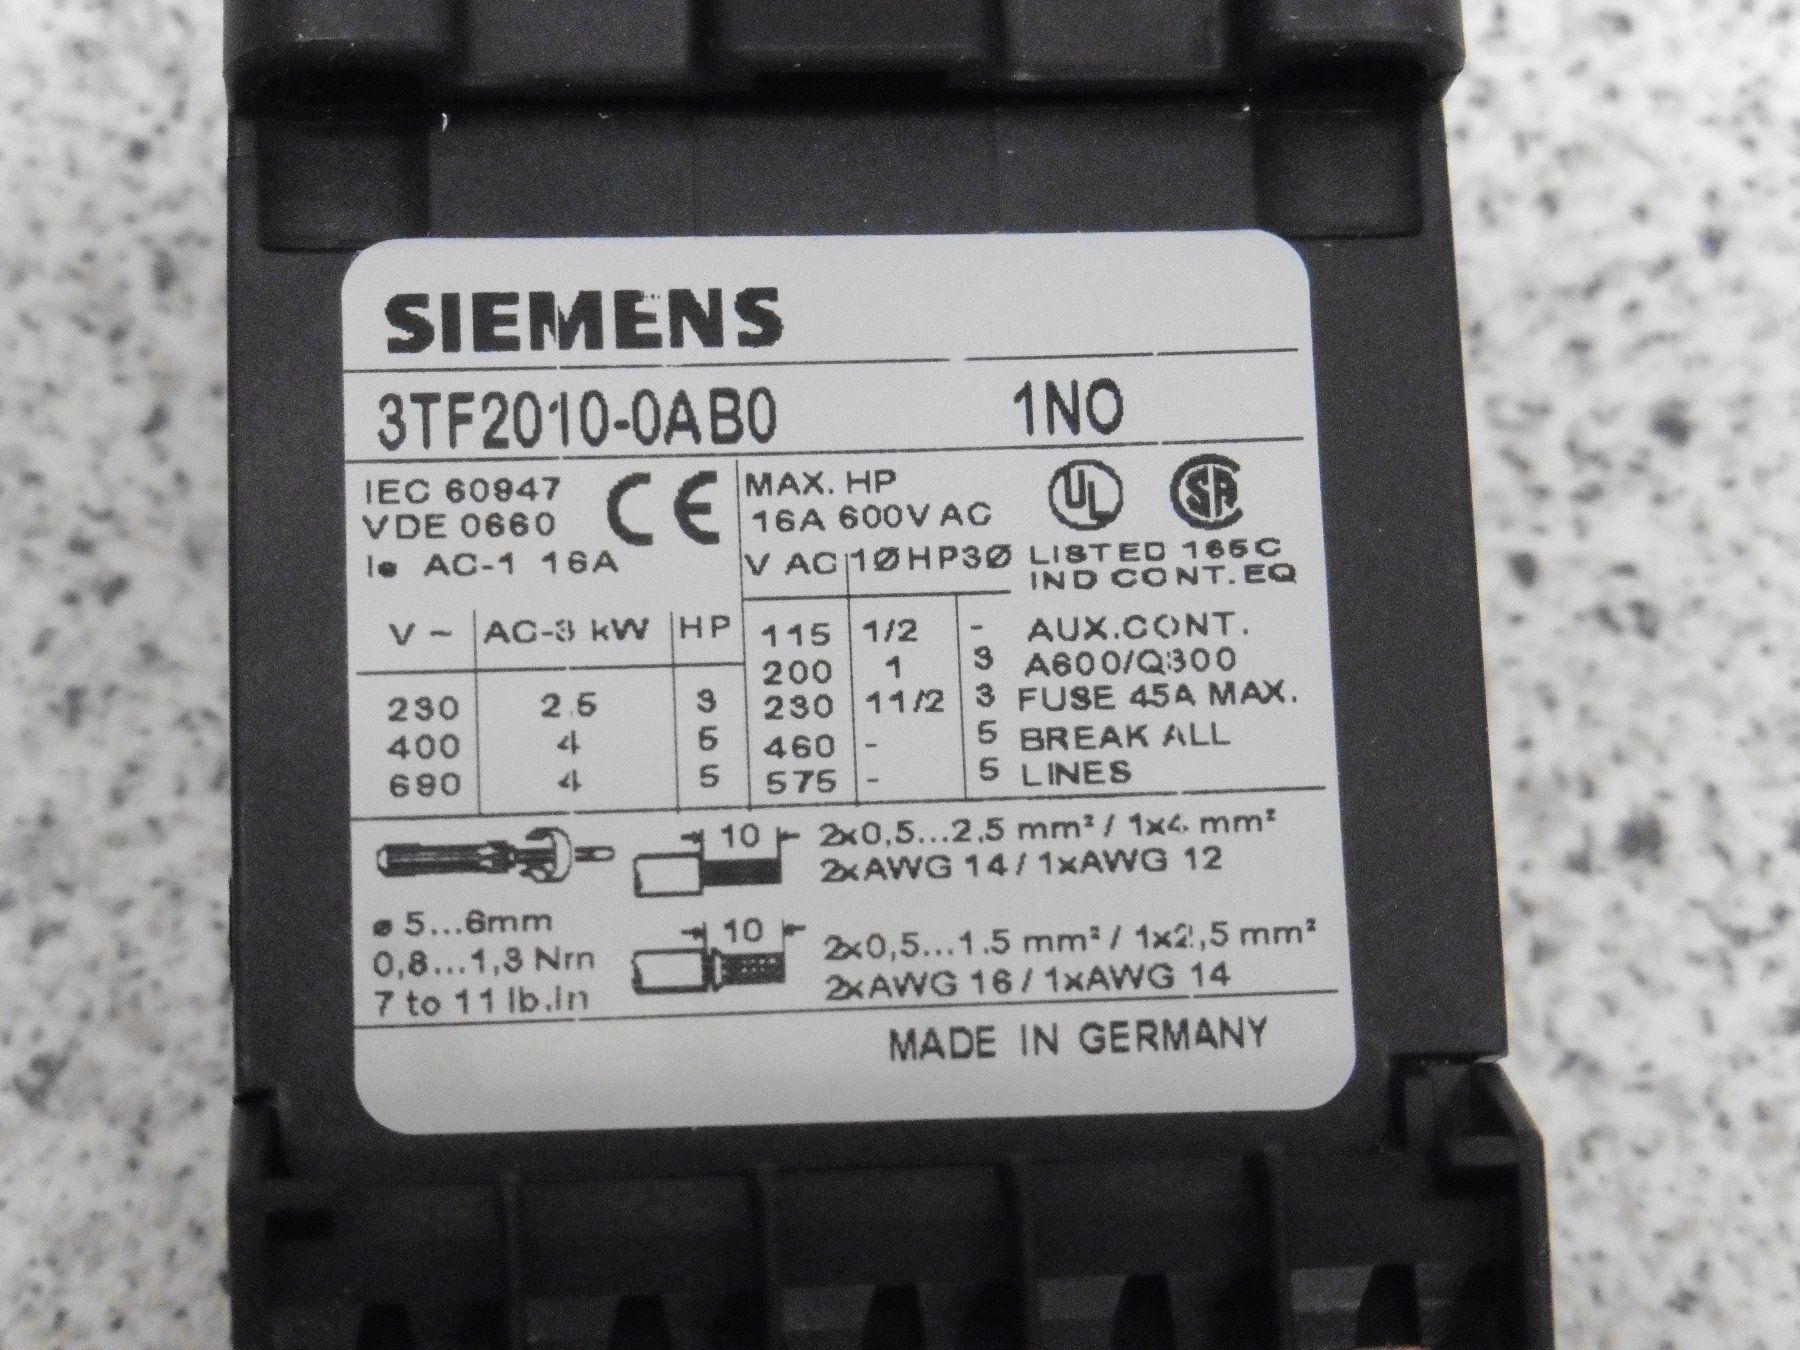 SIEMENS
3TF2010-0AB0 1NO
IEC 60947
VDE 0660
CE
Ie AC-1 16A
V ~ AC-3 kW HP
230 2.5 3
400 4 5
690 4 5
MAX. HP
16A 600V AC
V AC 1Ø HP 3Ø
115 1/2 -
200 1 3
230 11/2 3
460 - 5
575 - 5
UL SA
LISTED 165C
IND CONT. EQ
AUX.CONT.
A600/Q300
FUSE 45A MAX.
BREAK ALL
LINES
ø 5...6mm
0,8...1,3 Nm
7 to 11 lb.in
10 2x0,5...2.5 mm² / 1x4 mm²
2xAWG 14 / 1xAWG 12
10 2x0,5...1.5 mm² / 1x2,5 mm²
2xAWG 16 / 1xAWG 14
MADE IN GERMANY